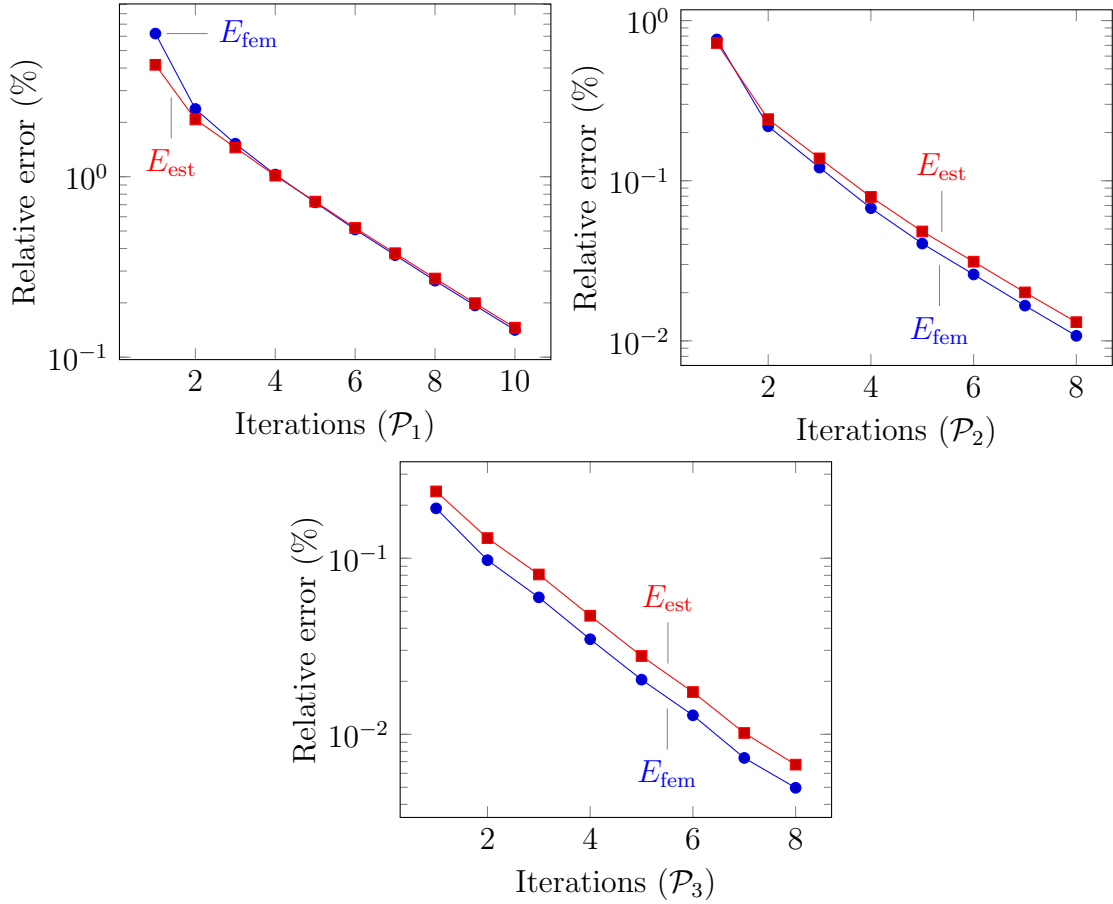 Relative error (%)
10^0
10^{-1}
E_fem
E_est
2 4 6 8 10
Iterations (𝒫_1)
Relative error (%)
10^0
10^{-1}
10^{-2}
E_est
E_fem
2 4 6 8
Iterations (𝒫_2)
Relative error (%)
10^{-1}
10^{-2}
E_est
E_fem
2 4 6 8
Iterations (𝒫_3)